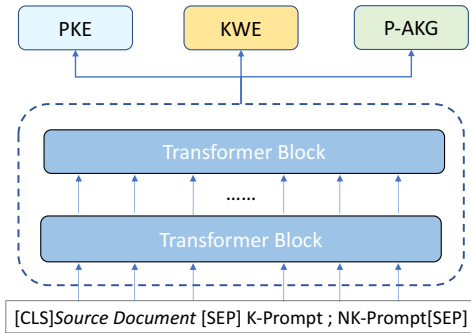 PKE KWE P-AKG
Transformer Block
......
Transformer Block
[CLS]Source Document [SEP] K-Prompt ; NK-Prompt[SEP]